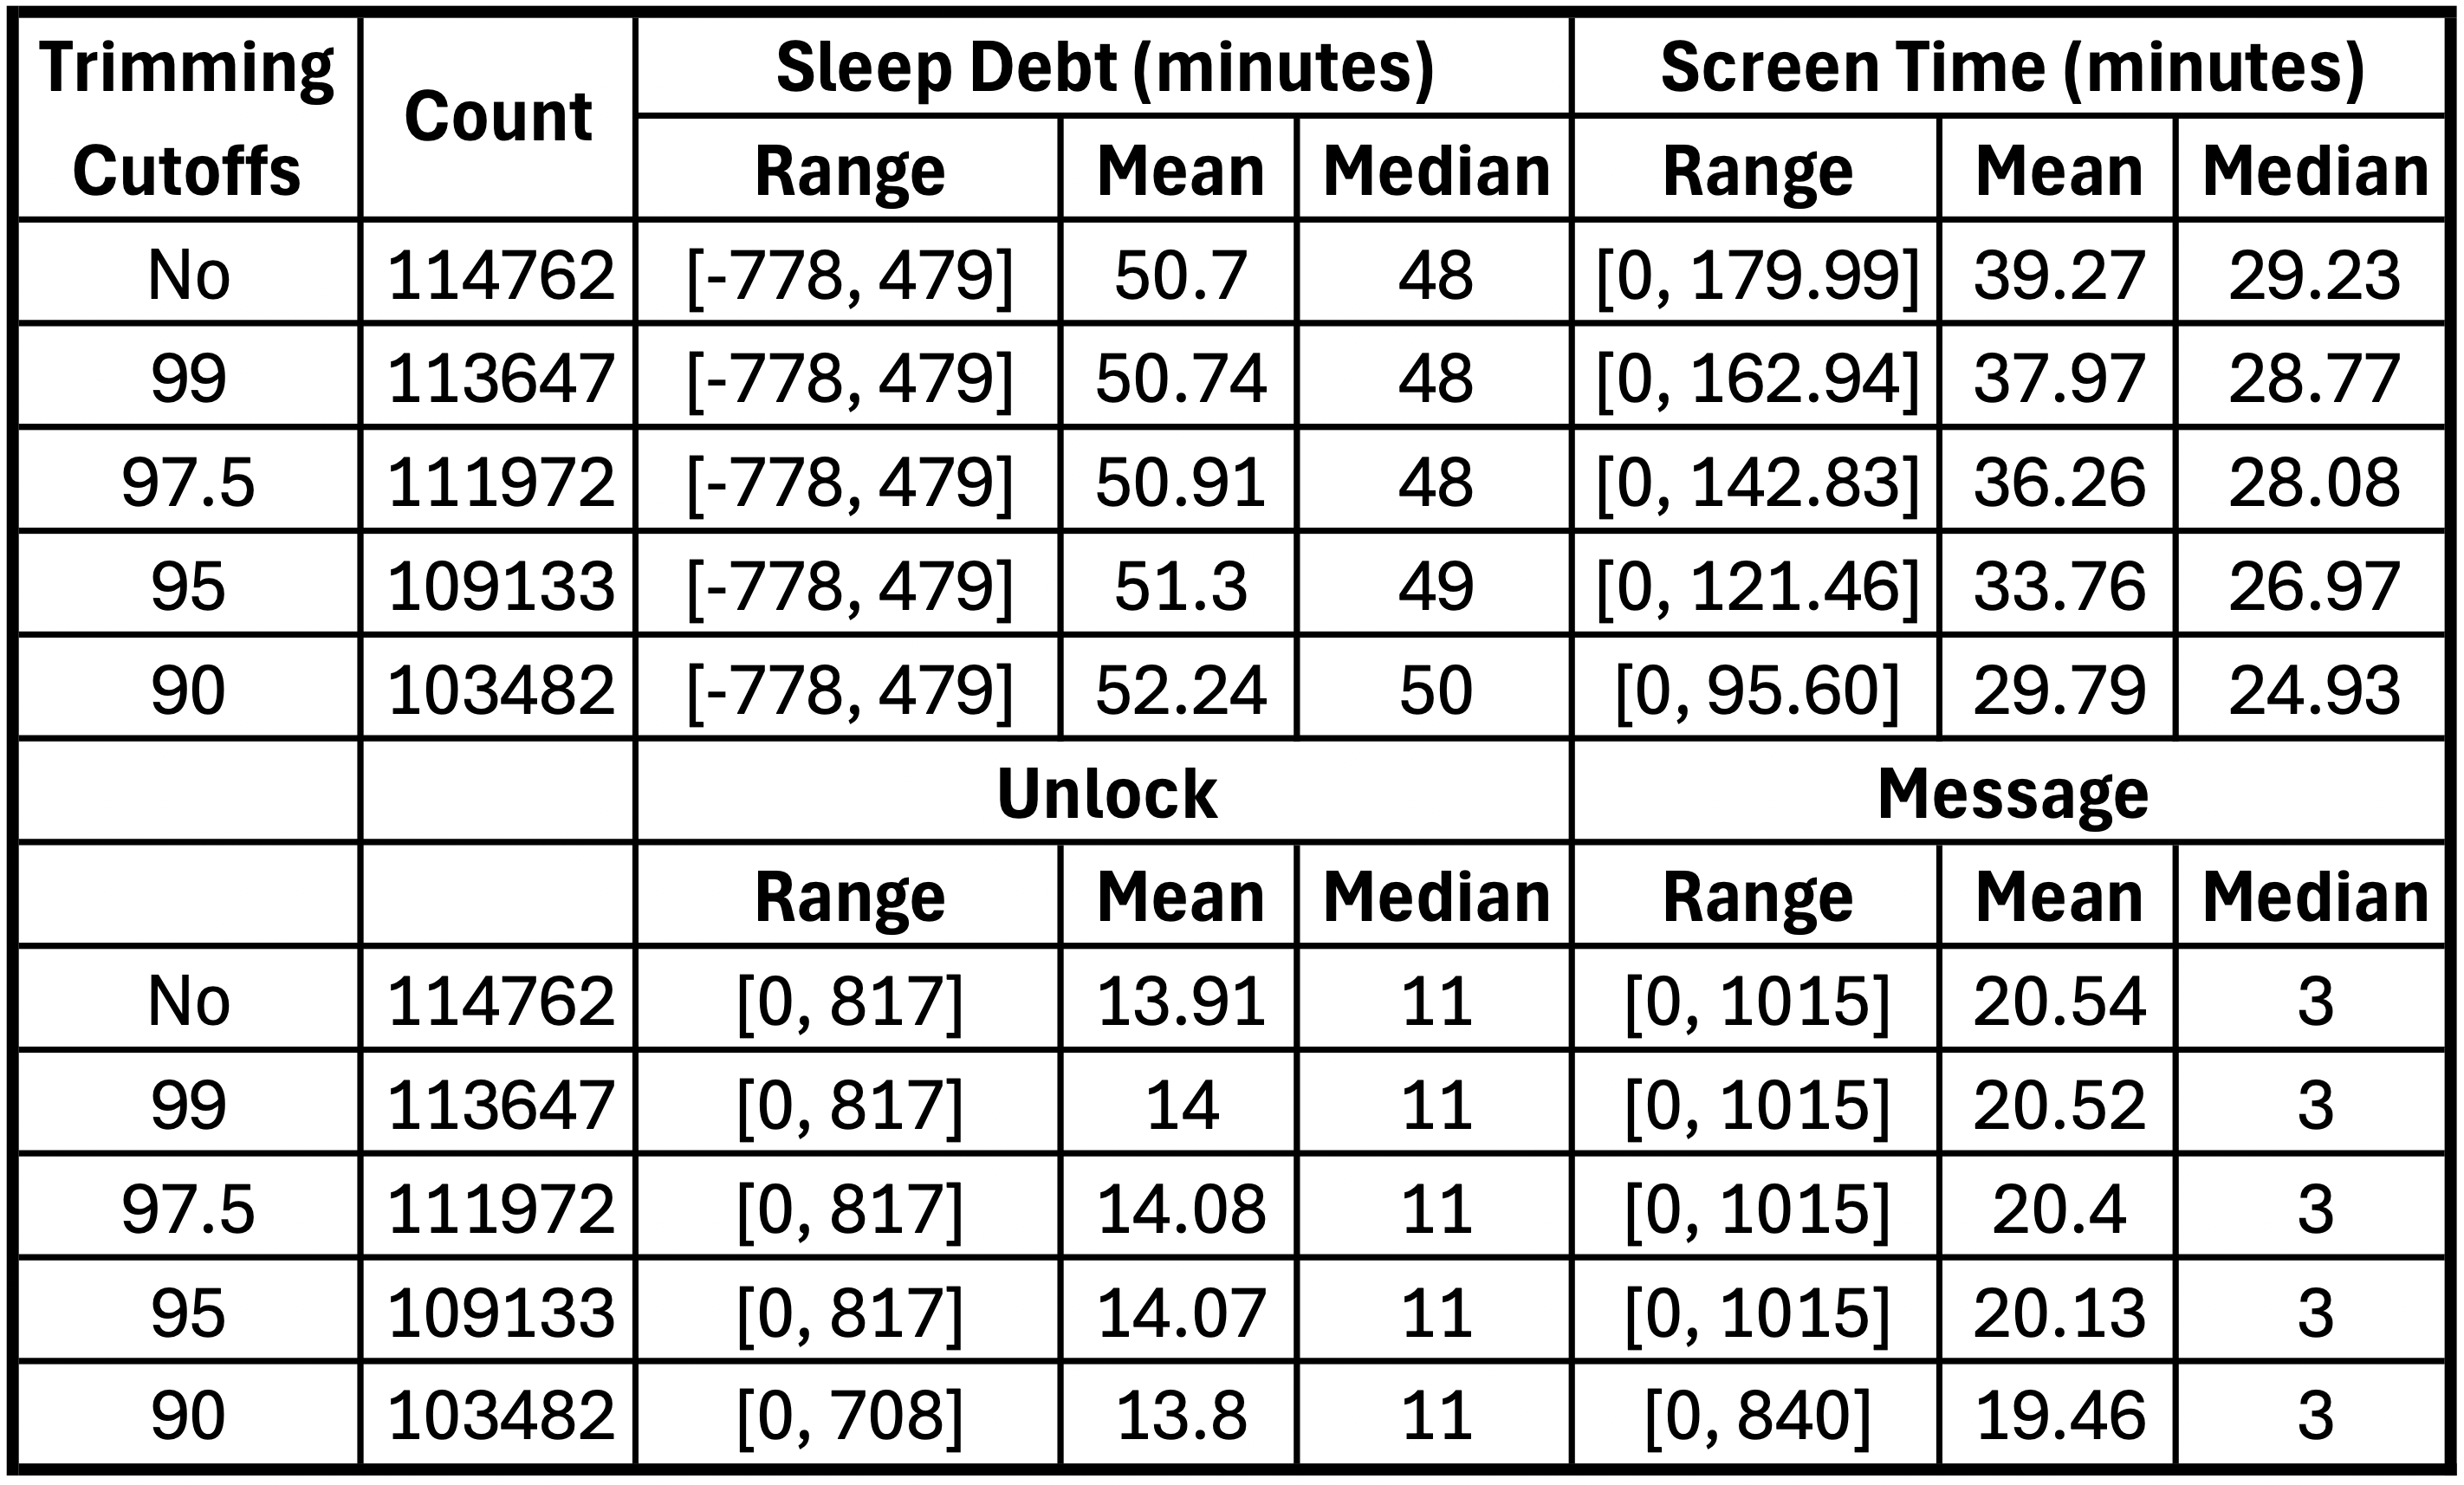 Trimming Cutoffs Count Sleep Debt (minutes) Screen Time (minutes)
Range Mean Median Range Mean Median
No 114762 [-778, 479] 50.7 48 [0, 179.99] 39.27 29.23
99 113647 [-778, 479] 50.74 48 [0, 162.94] 37.97 28.77
97.5 111972 [-778, 479] 50.91 48 [0, 142.83] 36.26 28.08
95 109133 [-778, 479] 51.3 49 [0, 121.46] 33.76 26.97
90 103482 [-778, 479] 52.24 50 [0, 95.60] 29.79 24.93
Unlock Message
Range Mean Median Range Mean Median
No 114762 [0, 817] 13.91 11 [0, 1015] 20.54 3
99 113647 [0, 817] 14 11 [0, 1015] 20.52 3
97.5 111972 [0, 817] 14.08 11 [0, 1015] 20.4 3
95 109133 [0, 817] 14.07 11 [0, 1015] 20.13 3
90 103482 [0, 708] 13.8 11 [0, 840] 19.46 3